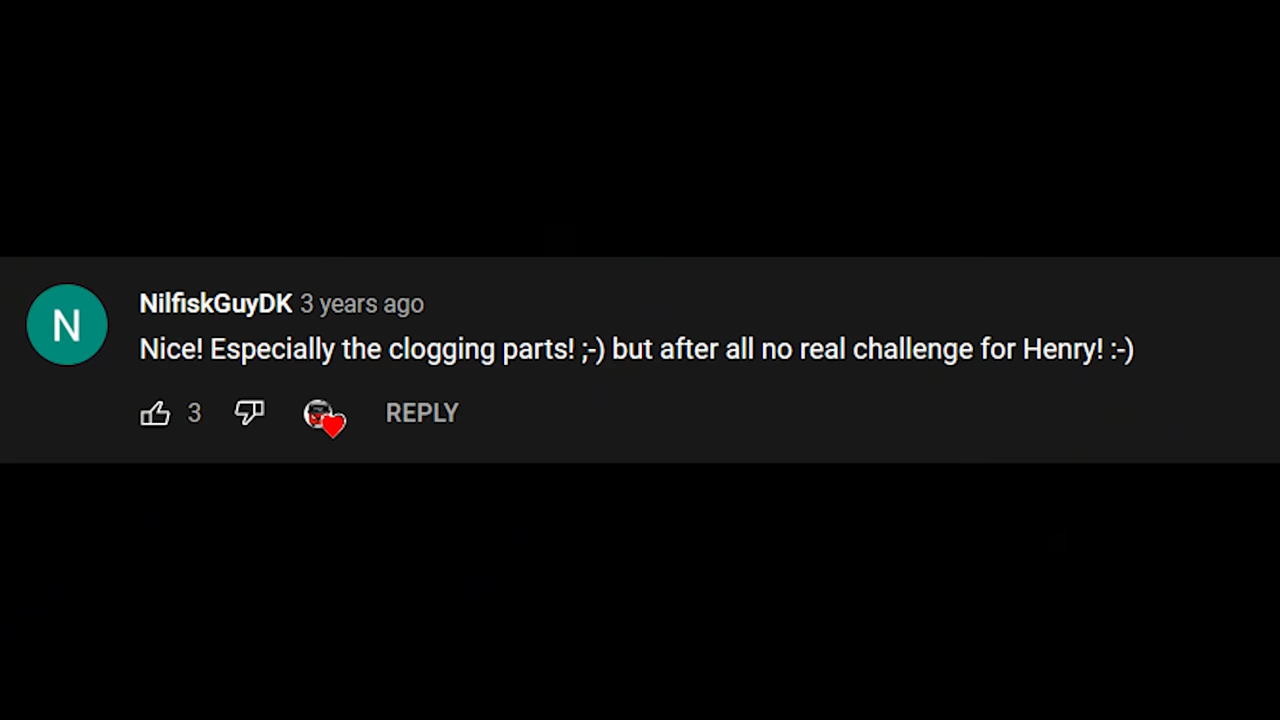 N
NilfiskGuyDK 3 years ago
Nice! Especially the clogging parts! ;-) but after all no real challenge for Henry! :-)
3 REPLY